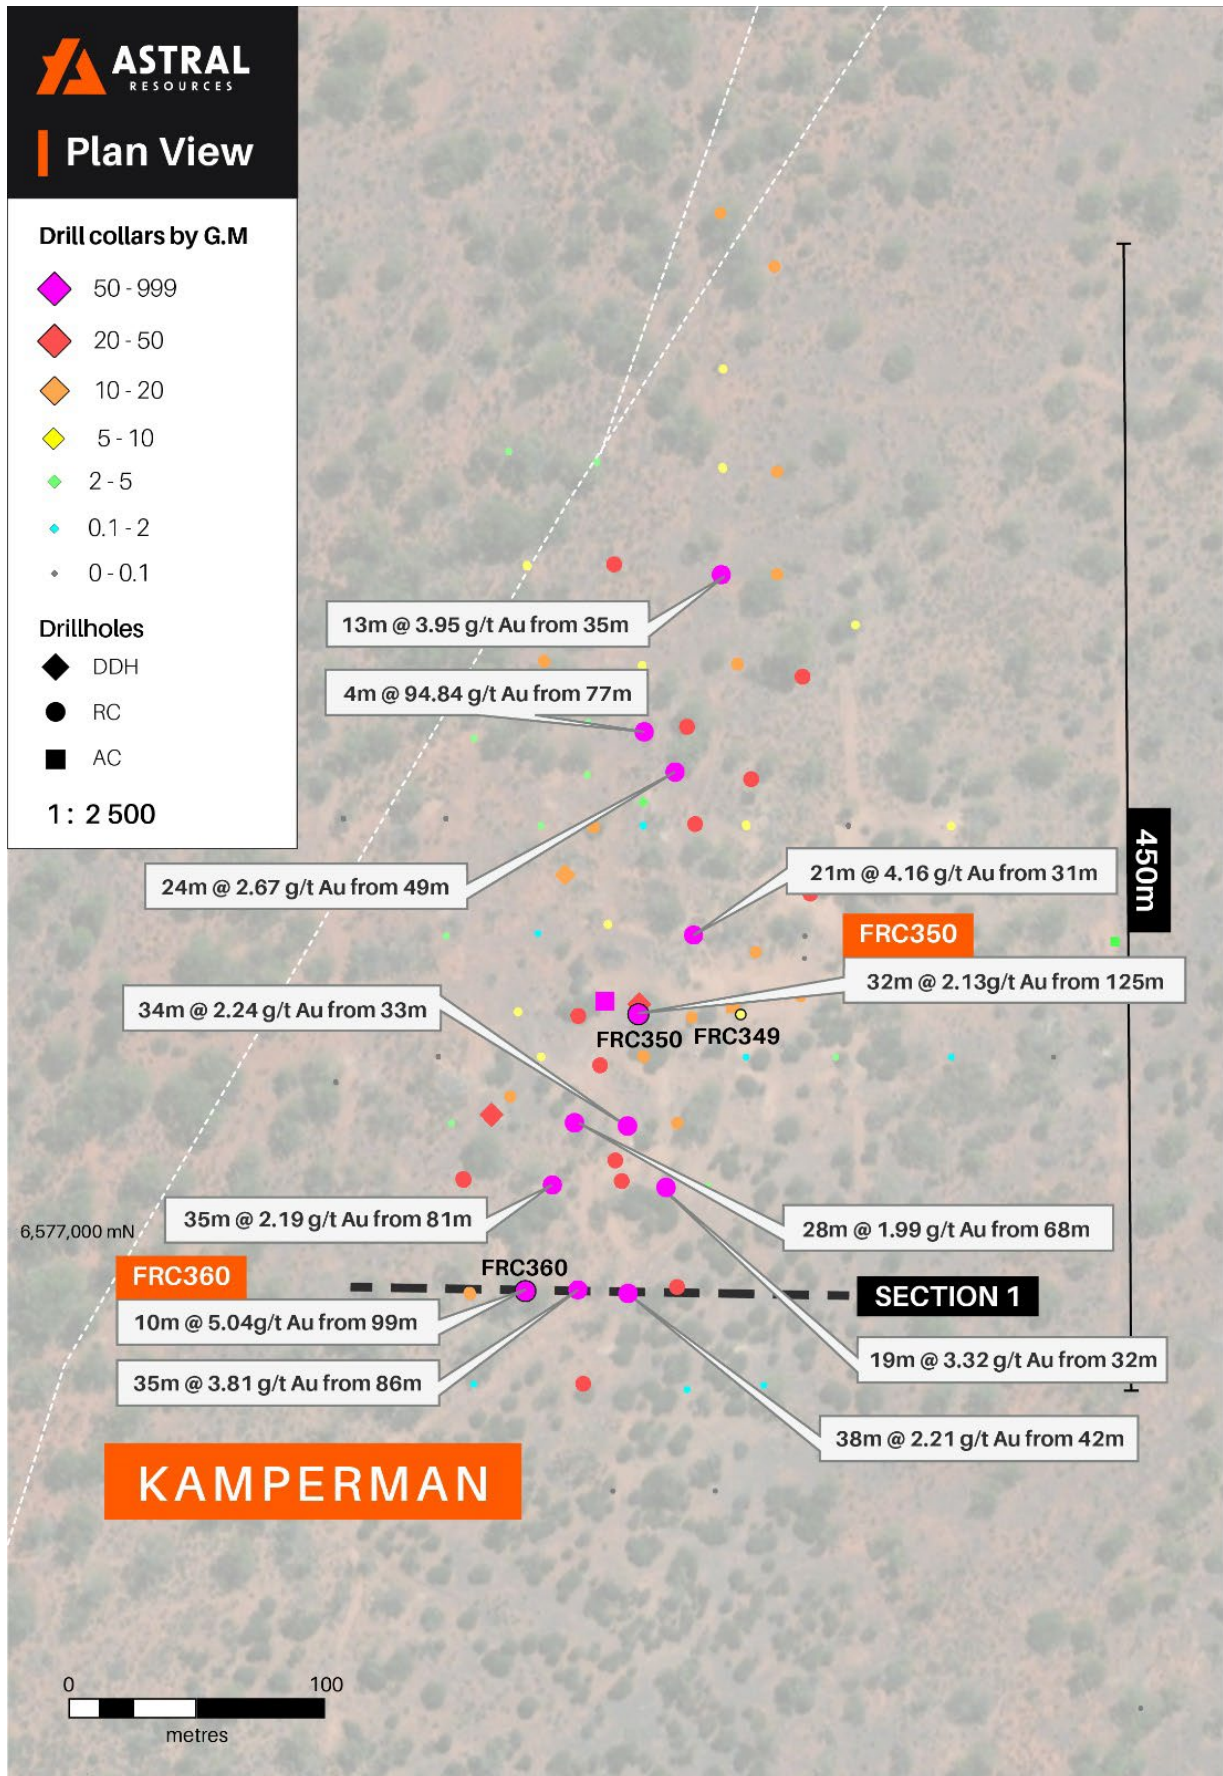 ASTRAL
RESOURCES
Plan View
Drill collars by G.M
50 - 999
20 - 50
10 - 20
5 - 10
2 - 5
0.1 - 2
0 - 0.1
Drillholes
DDH
RC
AC
1: 2 500
13m @ 3.95 g/t Au from 35m
4m @ 94.84 g/t Au from 77m
24m @ 2.67 g/t Au from 49m
21m @ 4.16 g/t Au from 31m
450m
FRC350
32m @ 2.13g/t Au from 125m
34m @ 2.24 g/t Au from 33m
FRC350
FRC349
35m @ 2.19 g/t Au from 81m
28m @ 1.99 g/t Au from 68m
6,577,000 mN
FRC360
FRC360
10m @ 5.04g/t Au from 99m
SECTION 1
35m @ 3.81 g/t Au from 86m
19m @ 3.32 g/t Au from 32m
38m @ 2.21 g/t Au from 42m
KAMPERMAN
0
100
metres